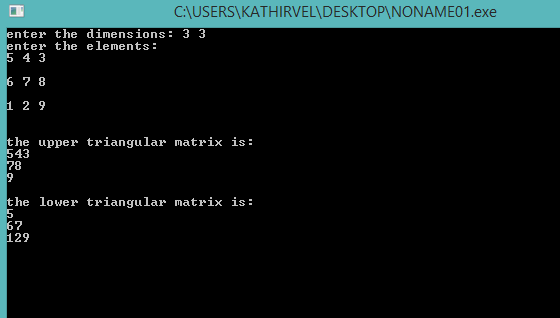 C:\USERS\KATHIRVEL\DESKTOP\NONAME01.exe
enter the dimensions: 3 3
enter the elements:
5 4 3
6 7 8
1 2 9
the upper triangular matrix is:
543
78
9
the lower triangular matrix is:
5
67
129